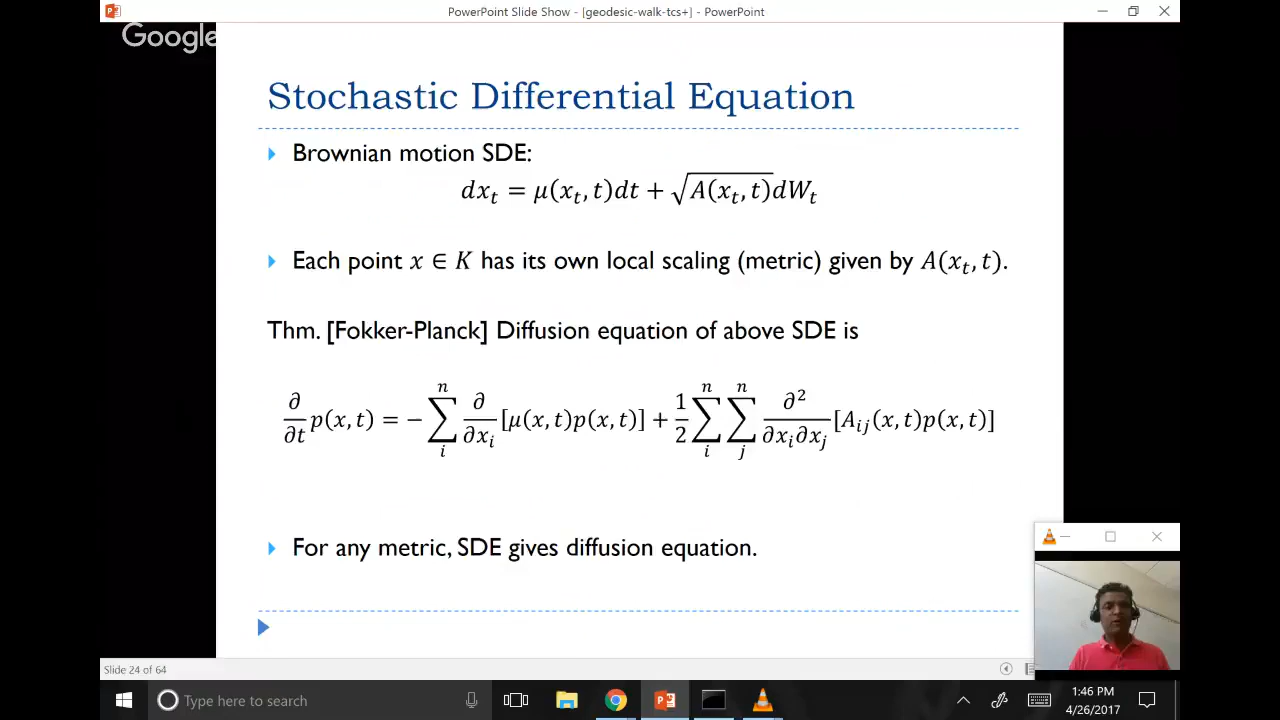 PowerPoint Slide Show - [geodesic-walk-tcs+] - PowerPoint
Google
Stochastic Differential Equation
Brownian motion SDE:
dx_t = μ(x_t, t)dt + √A(x_t, t)dW_t
Each point x ∈ K has its own local scaling (metric) given by A(x_t, t).
Thm. [Fokker-Planck] Diffusion equation of above SDE is
∂/∂t p(x, t) = − ∑_i^n ∂/∂x_i [μ(x, t)p(x, t)] + 1/2 ∑_i^n ∑_j^n ∂²/∂x_i∂x_j [A_ij(x, t)p(x, t)]
For any metric, SDE gives diffusion equation.
Slide 24 of 64
Type here to search
1:46 PM
4/26/2017